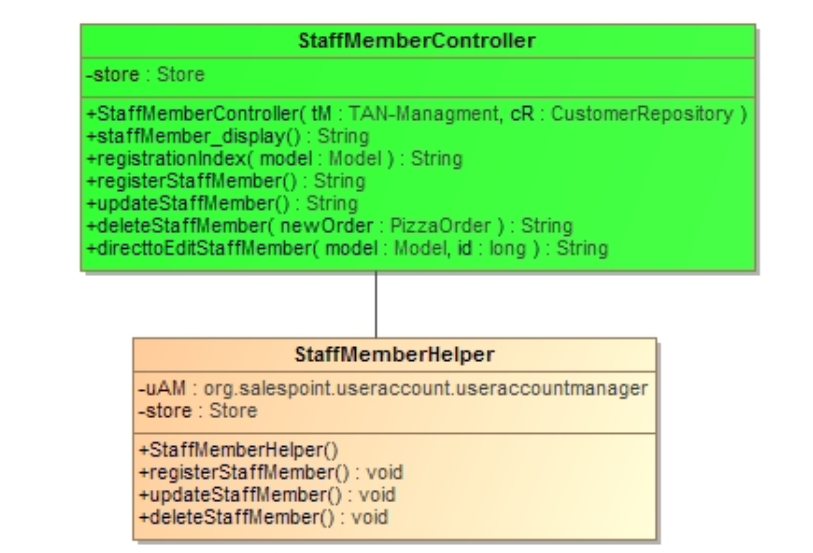 StaffMemberController
-store : Store
+StaffMemberController( tM : TAN-Managment, cR : CustomerRepository )
+staffMember_display() : String
+registrationIndex( model : Model ) : String
+registerStaffMember() : String
+updateStaffMember() : String
+deleteStaffMember( newOrder : PizzaOrder ) : String
+directtoEditStaffMember( model : Model, id : long ) : String
StaffMemberHelper
-uAM : org.salespoint.useraccount.useraccountmanager
-store : Store
+StaffMemberHelper()
+registerStaffMember() : void
+updateStaffMember() : void
+deleteStaffMember() : void